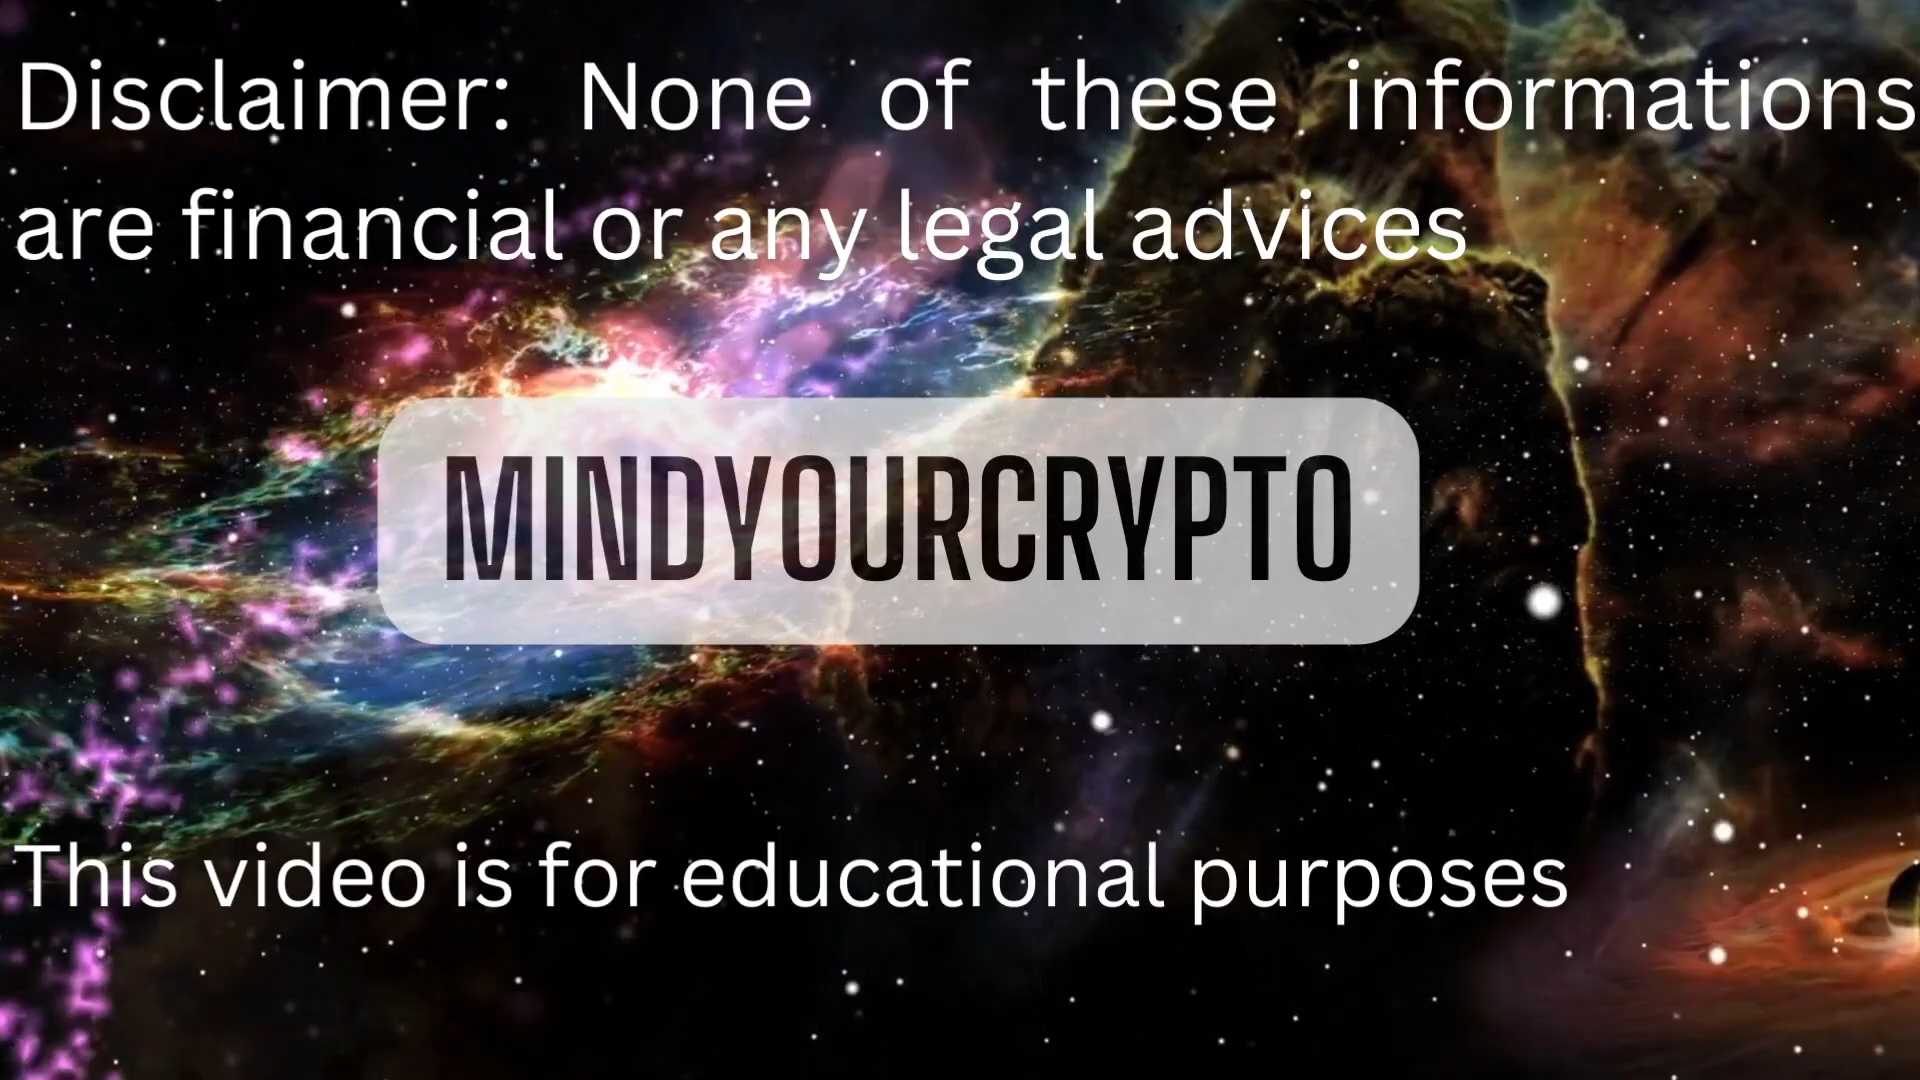 Disclaimer: None of these informations
are financial or any legal advices
MINDYOURCRYPTO
This video is for educational purposes